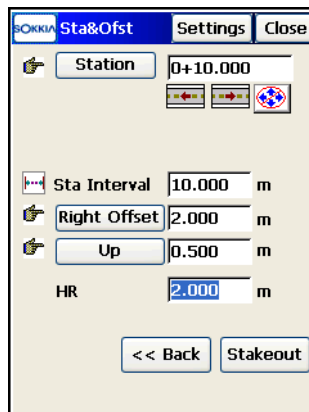 SOKKIA Sta&Ofst Settings Close
Station 0+10.000
Sta Interval 10.000 m
Right Offset 2.000 m
Up 0.500 m
HR 2.000 m
<< Back Stakeout